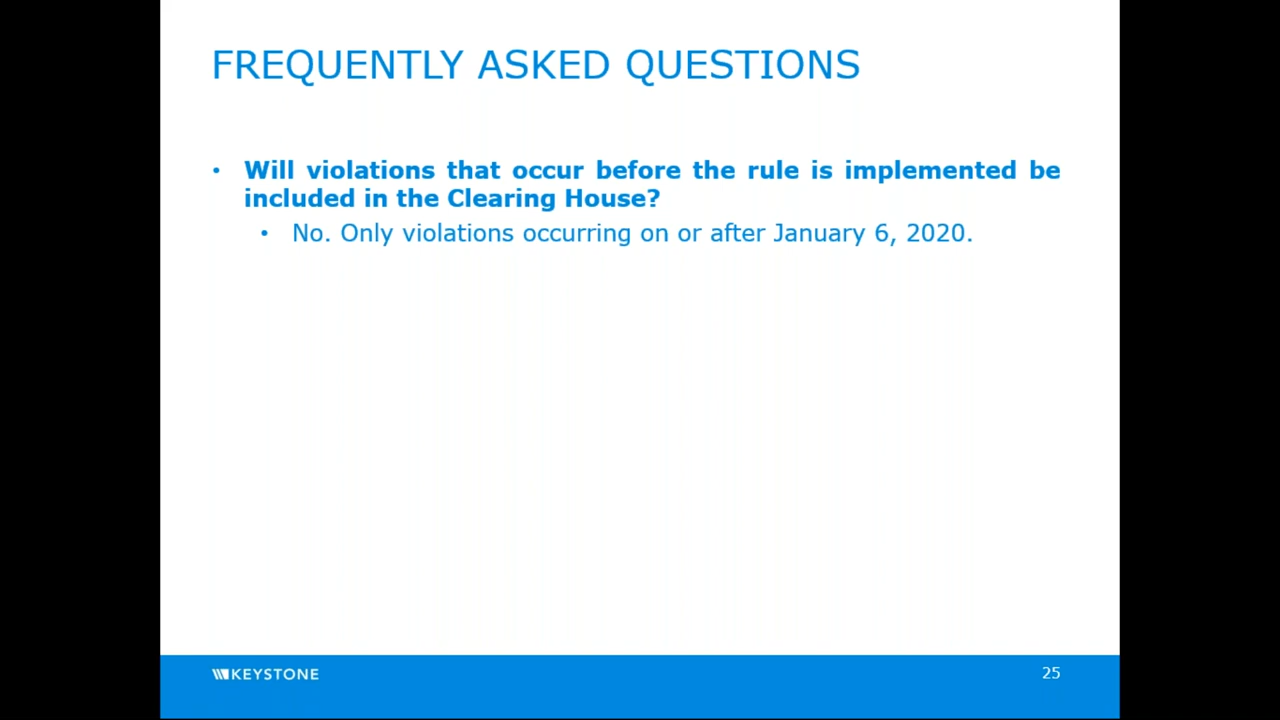 FREQUENTLY ASKED QUESTIONS
• Will violations that occur before the rule is implemented be
included in the Clearing House?
• No. Only violations occurring on or after January 6, 2020.
KEYSTONE
25